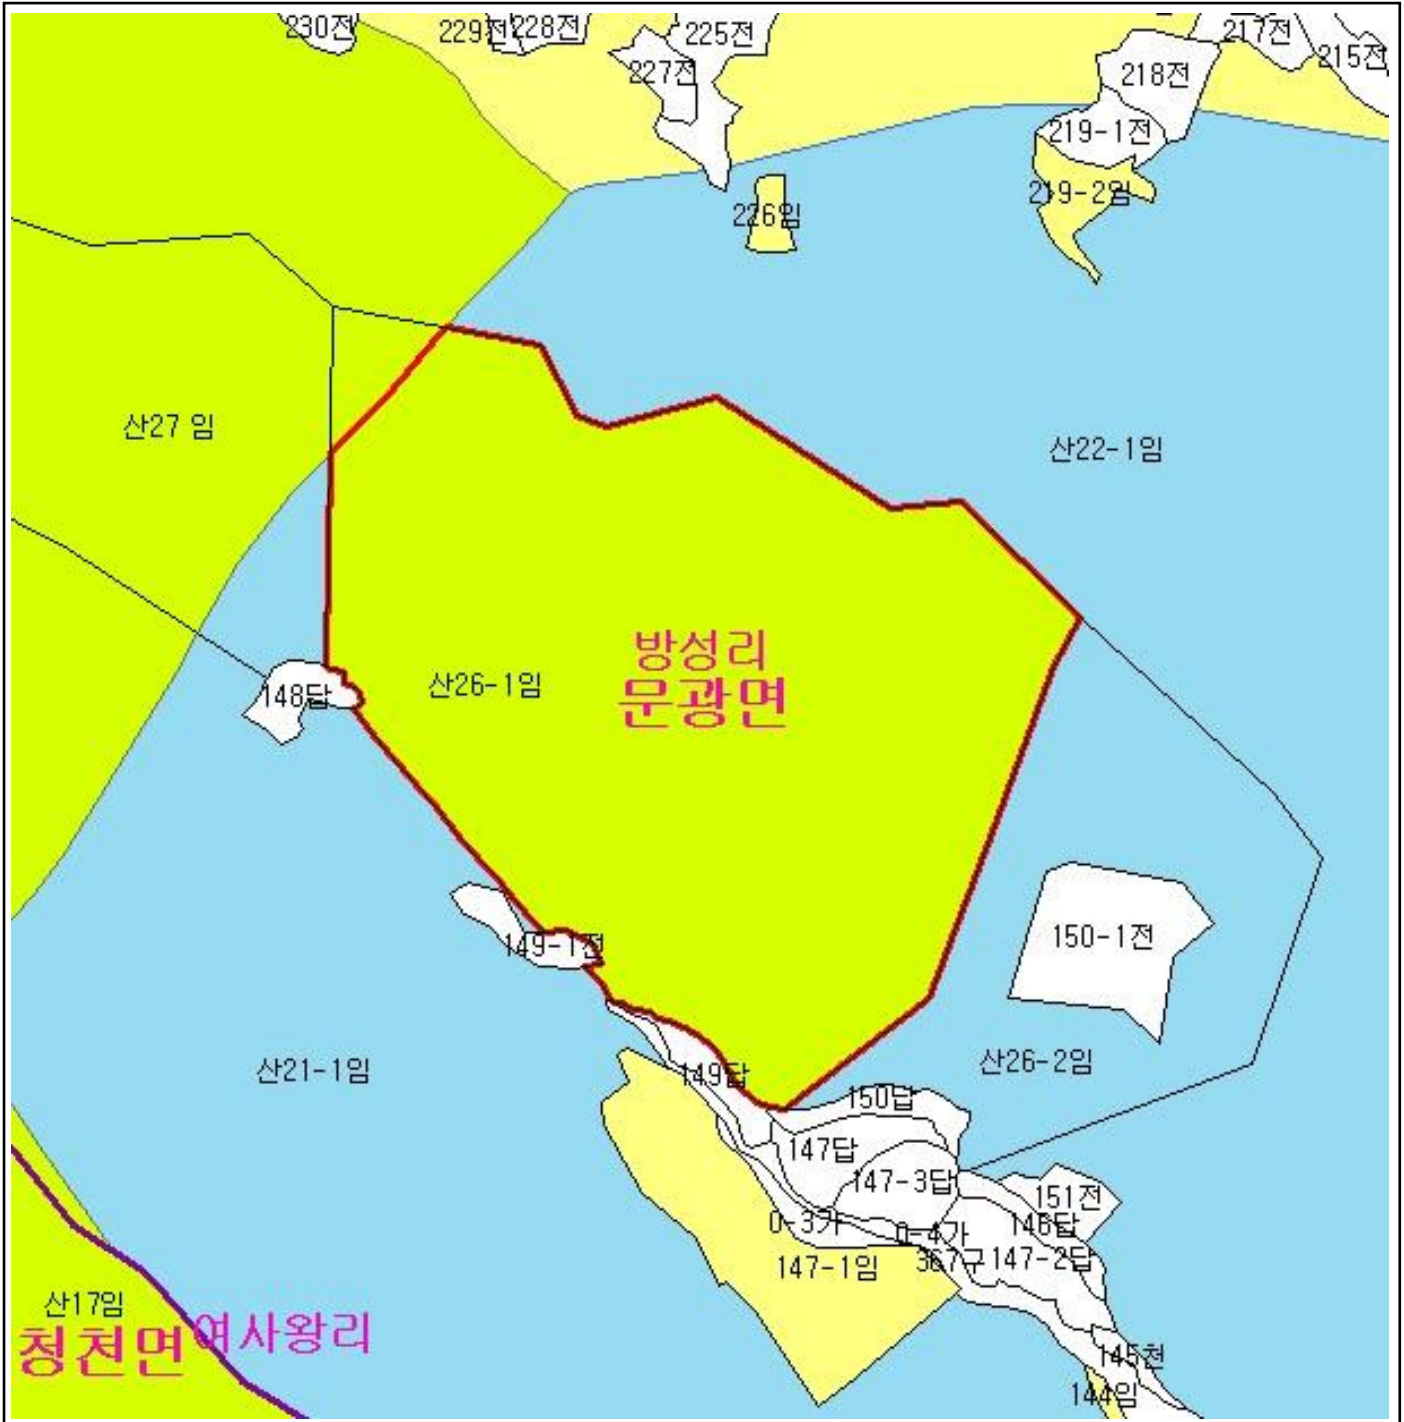 230전
229전
228전
225전
217전
215전
227전
218전
219-1전
226임
219-2임
산27 임
산22-1임
방성리
산26-1임
문광면
148답
150-1전
149-1전
산21-1임
산26-2임
149답
150답
147답
147-3답
151전
0-3가
0-4가
146답
147-1임
367구
147-2답
산17임
여사왕리
청천면
145천
144임